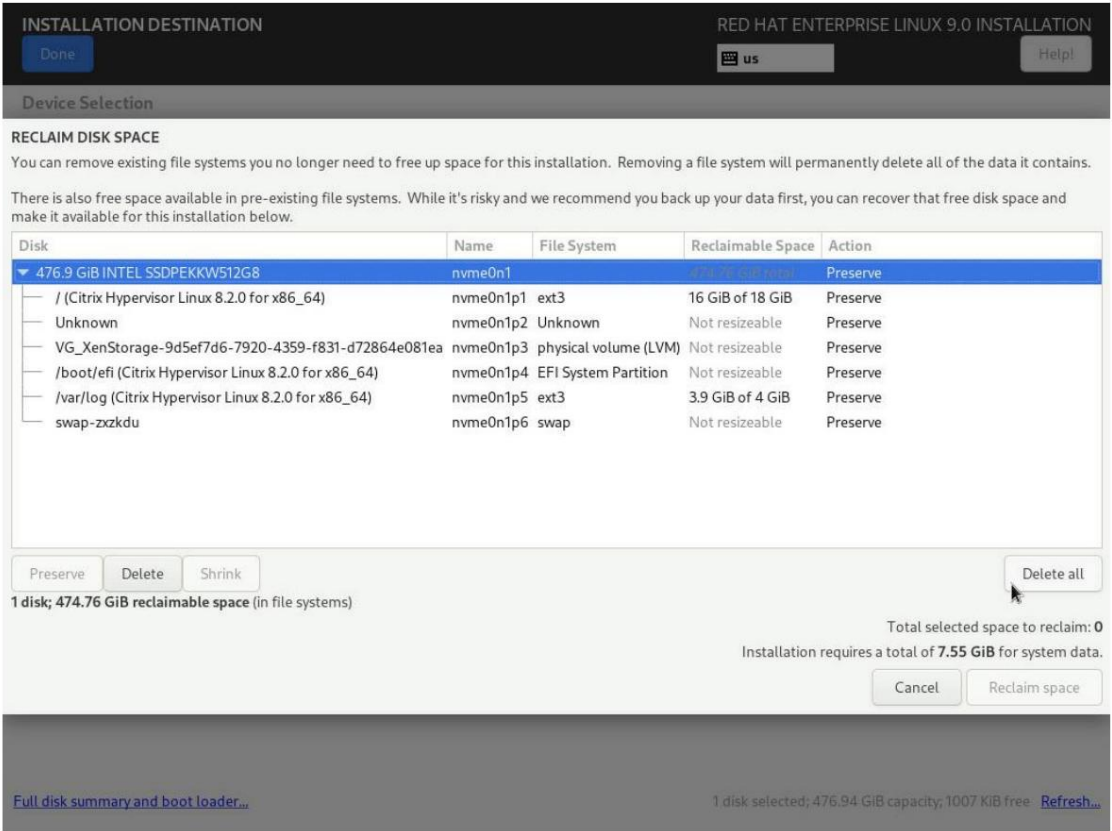 INSTALLATION DESTINATION
RED HAT ENTERPRISE LINUX 9.0 INSTALLATION
Done
us
Help!
Device Selection
RECLAIM DISK SPACE
You can remove existing file systems you no longer need to free up space for this installation. Removing a file system will permanently delete all of the data it contains.
There is also free space available in pre-existing file systems. While it's risky and we recommend you back up your data first, you can recover that free disk space and
make it available for this installation below.
Disk Name File System Reclaimable Space Action
476.9 GiB INTEL SSDPEKKW512G8 nvme0n1 474.76 GiB total Preserve
/ (Citrix Hypervisor Linux 8.2.0 for x86_64) nvme0n1p1 ext3 16 GiB of 18 GiB Preserve
Unknown nvme0n1p2 Unknown Not resizeable Preserve
VG_XenStorage-9d5ef7d6-7920-4359-f831-d72864e081ea nvme0n1p3 physical volume (LVM) Not resizeable Preserve
/boot/efi (Citrix Hypervisor Linux 8.2.0 for x86_64) nvme0n1p4 EFI System Partition Not resizeable Preserve
/var/log (Citrix Hypervisor Linux 8.2.0 for x86_64) nvme0n1p5 ext3 3.9 GiB of 4 GiB Preserve
swap-zxzkdu nvme0n1p6 swap Not resizeable Preserve
Preserve Delete Shrink Delete all
1 disk; 474.76 GiB reclaimable space (in file systems)
Total selected space to reclaim: 0
Installation requires a total of 7.55 GiB for system data.
Cancel Reclaim space
Full disk summary and boot loader... 1 disk selected; 476.94 GiB capacity; 1007 KiB free Refresh...